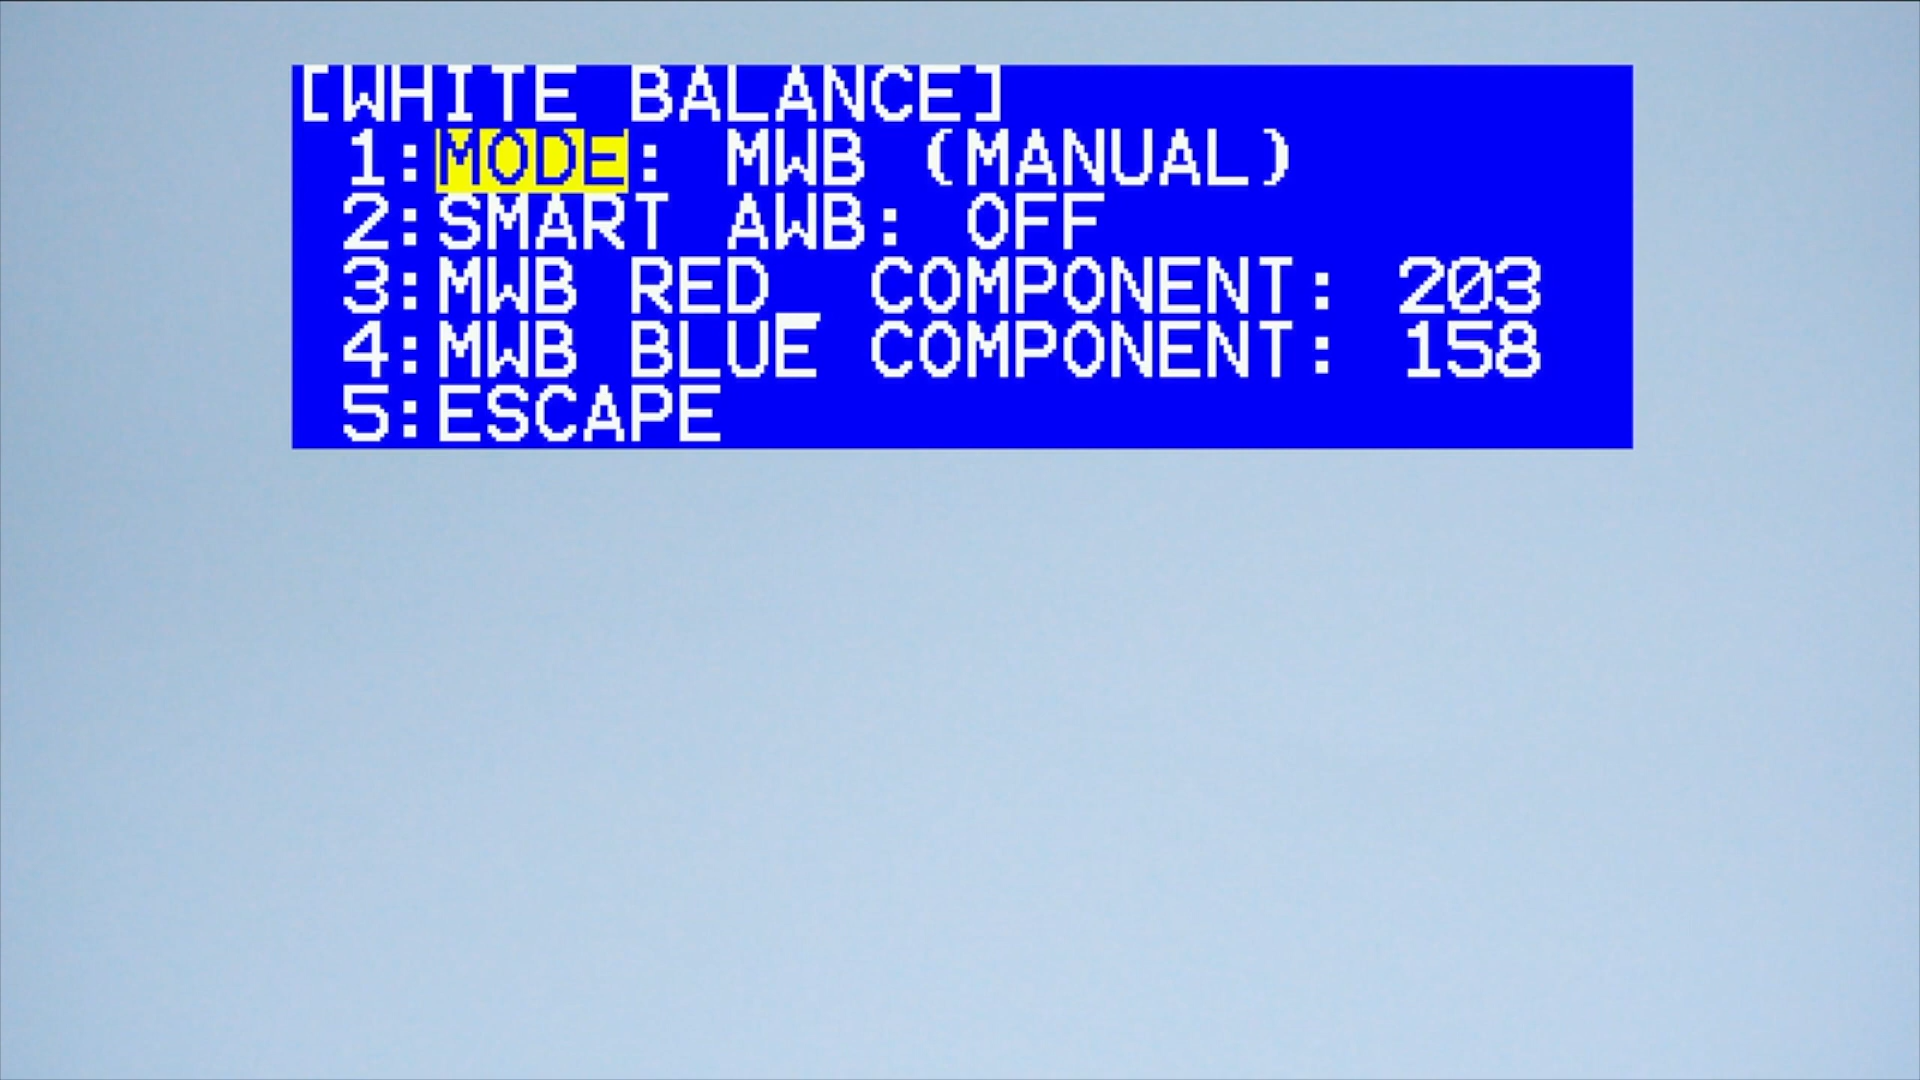 [WHITE BALANCE]
1:MODE: MWB (MANUAL)
2:SMART AWB: OFF
3:MWB RED_ COMPONENT: 203
4:MWB BLUE COMPONENT: 158
5:ESCAPE